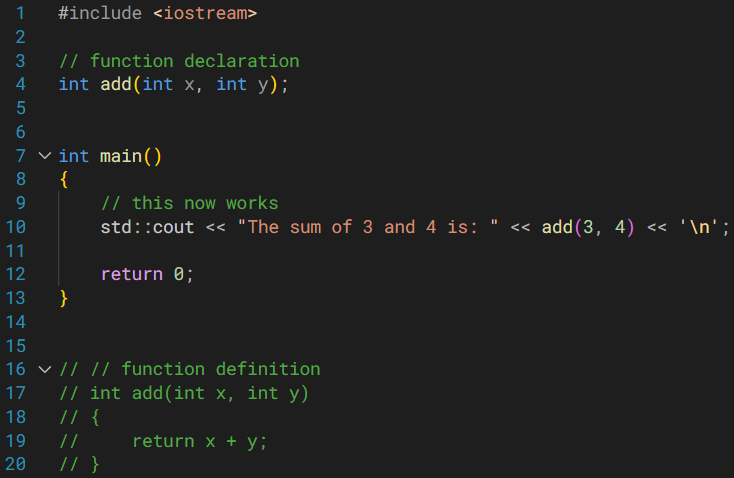 1 #include <iostream>
2
3 // function declaration
4 int add(int x, int y);
5
6
7 int main()
8 {
9     // this now works
10     std::cout << "The sum of 3 and 4 is: " << add(3, 4) << '\n';
11
12     return 0;
13 }
14
15
16 // // function definition
17 // int add(int x, int y)
18 // {
19 //     return x + y;
20 // }